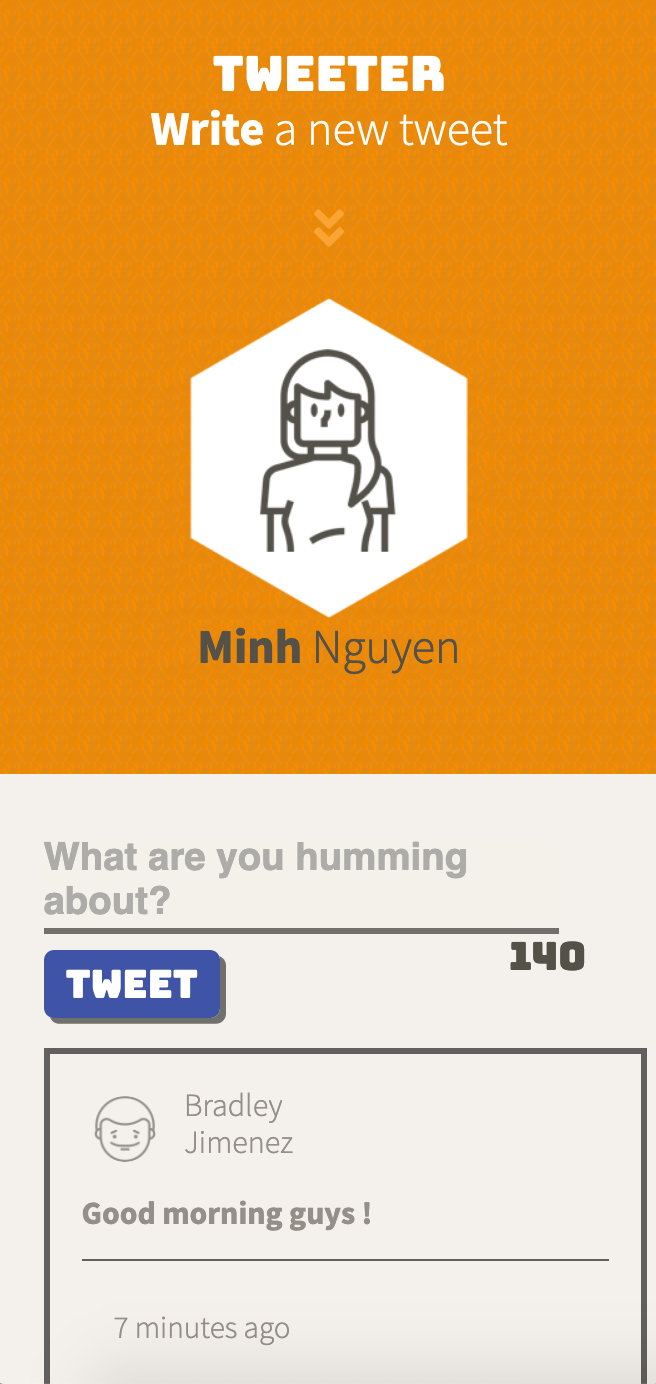 TWEETER
Write a new tweet
Minh Nguyen
What are you humming
about?
TWEET
140
Bradley
Jimenez
Good morning guys !
7 minutes ago